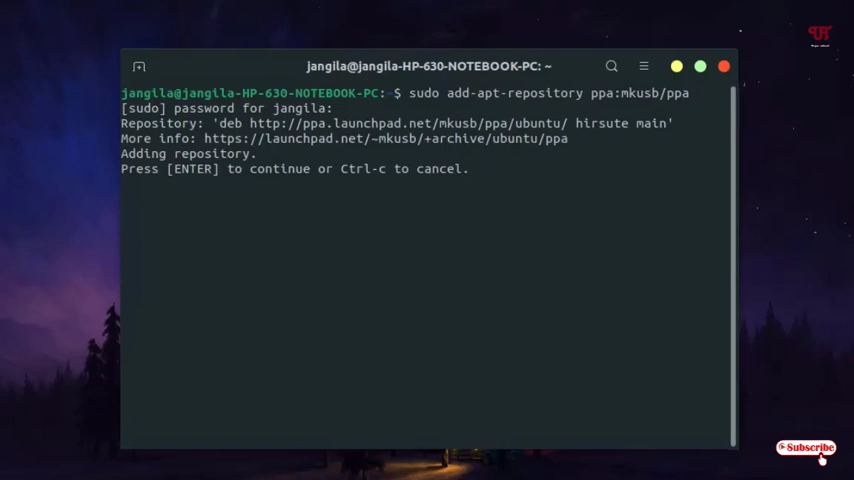 jangila@jangila-HP-630-NOTEBOOK-PC: ~
jangila@jangila-HP-630-NOTEBOOK-PC:~$ sudo add-apt-repository ppa:mkusb/ppa
[sudo] password for jangila:
Repository: 'deb http://ppa.launchpad.net/mkusb/ppa/ubuntu/ hirsute main'
More info: https://launchpad.net/~mkusb/+archive/ubuntu/ppa
Adding repository.
Press [ENTER] to continue or Ctrl-c to cancel.
Subscribe